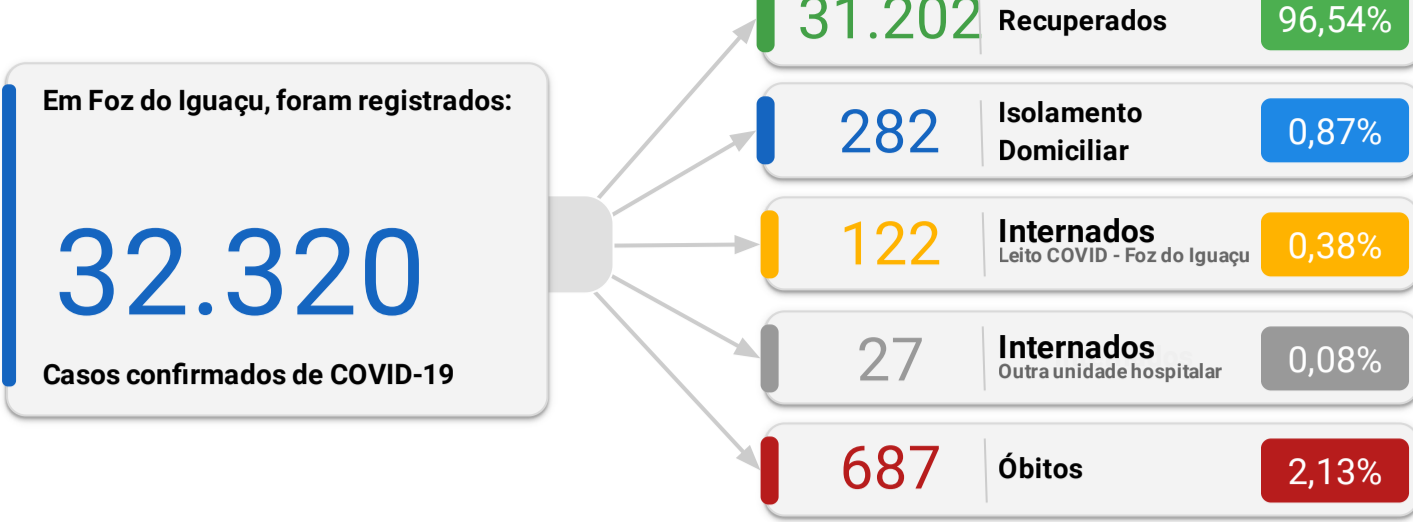 Em Foz do Iguaçu, foram registrados:
32.320
Casos confirmados de COVID-19
31.202 Recuperados 96,54%
282 Isolamento Domiciliar 0,87%
122 Internados 0,38%
Leito COVID - Foz do Iguaçu
27 Internados 0,08%
Outra unidade hospitalar
687 Óbitos 2,13%